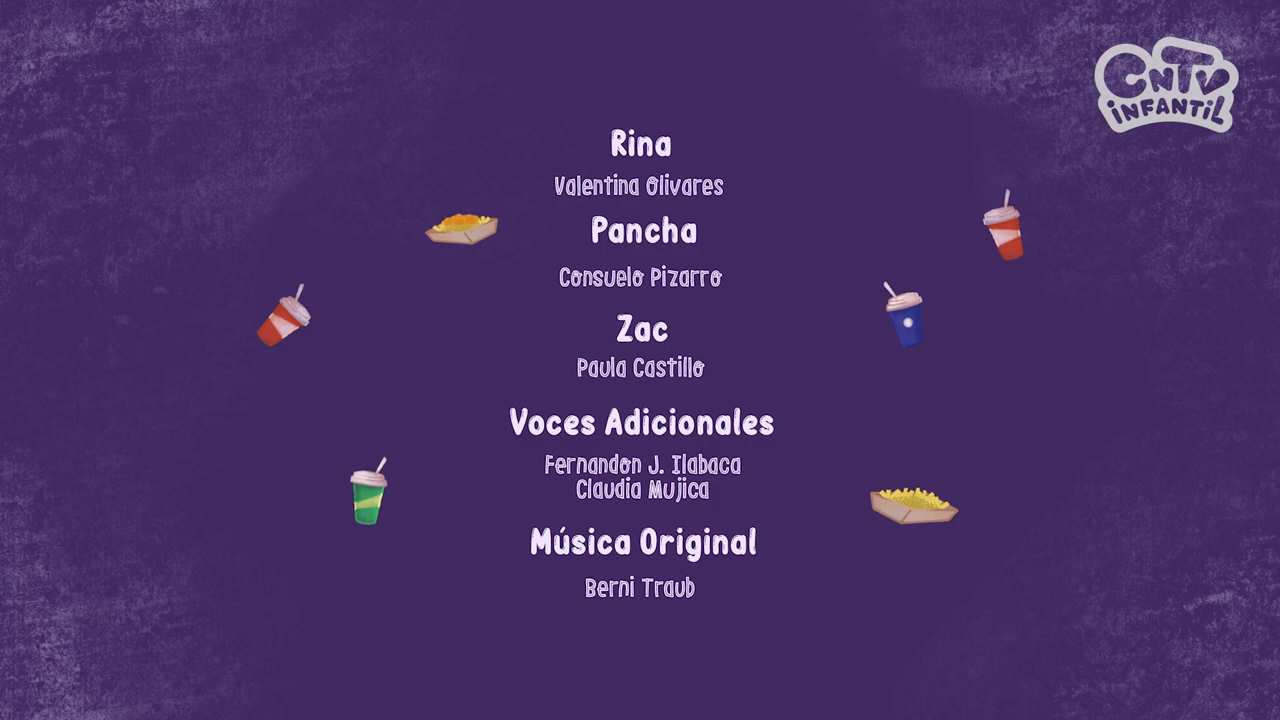 CNTV
INFANTIL
Rina
Valentina Olivares
Pancha
Consuelo Pizarro
Zac
Paula Castillo
Voces Adicionales
Fernandon J. Ilabaca
Claudia Mujica
Música Original
Berni Traub